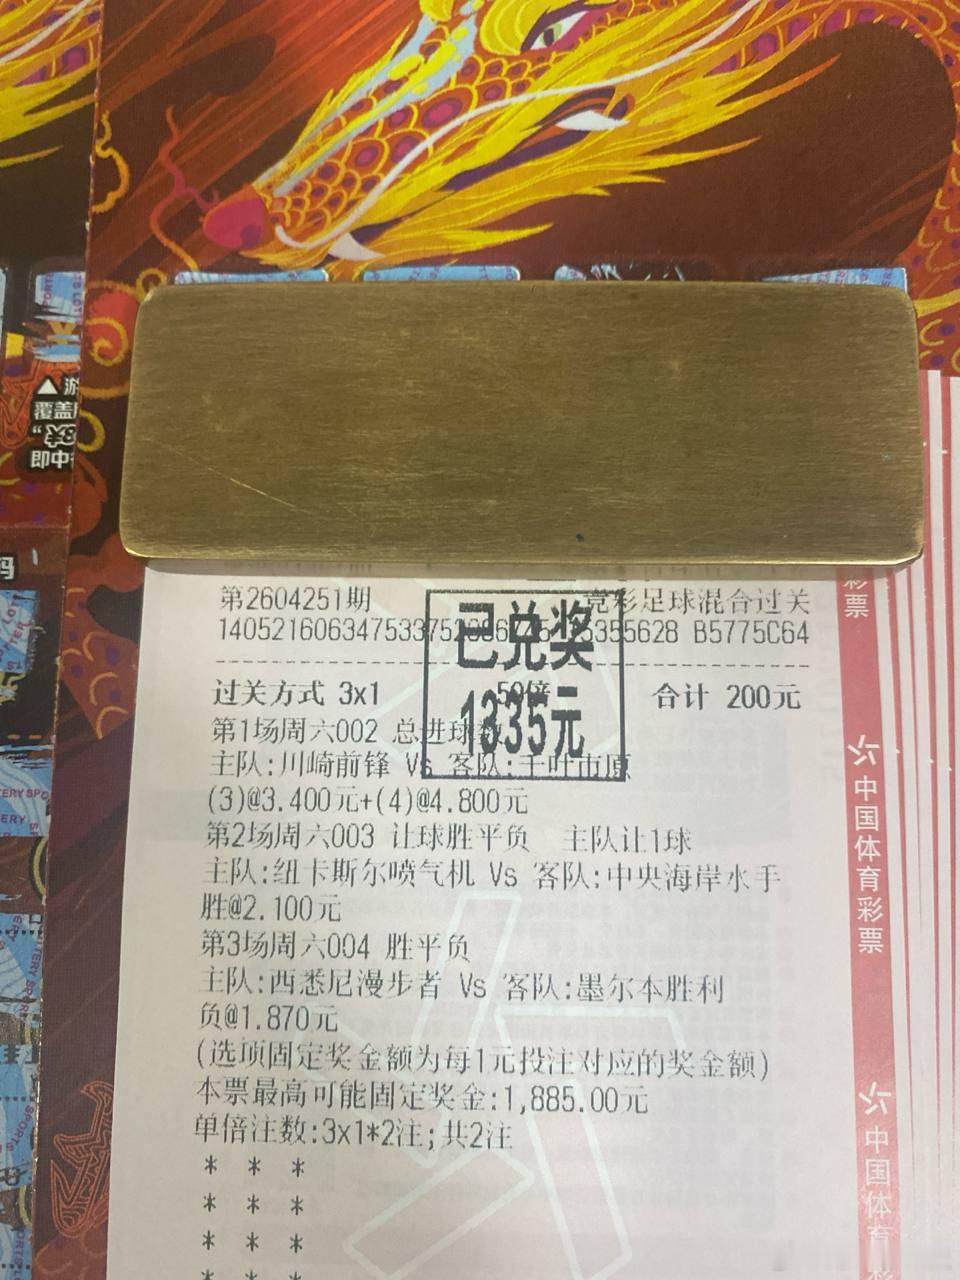 ▲游
覆盖
即中
码
第2604251期 竞彩足球混合过关
355628 B5775C64
已兑奖
1335元
过关方式 3x1 50倍 合计 200元
第1场周六002 总进球数
主队:川崎前锋 Vs 客队:千叶市原
(3)@3.400元+(4)@4.800元
第2场周六003 让球胜平负 主队让1球
主队:纽卡斯尔喷气机 Vs 客队:中央海岸水手
胜@2.100元
第3场周六004 胜平负
主队:西悉尼漫步者 Vs 客队:墨尔本胜利
负@1.870元
(选项固定奖金额为每1元投注对应的奖金额)
本票最高可能固定奖金:1,885.00元
单倍注数:3x1*2注;共2注
* * *
* * *
* * *
* * *
彩票
中国体育彩票
中国体育彩